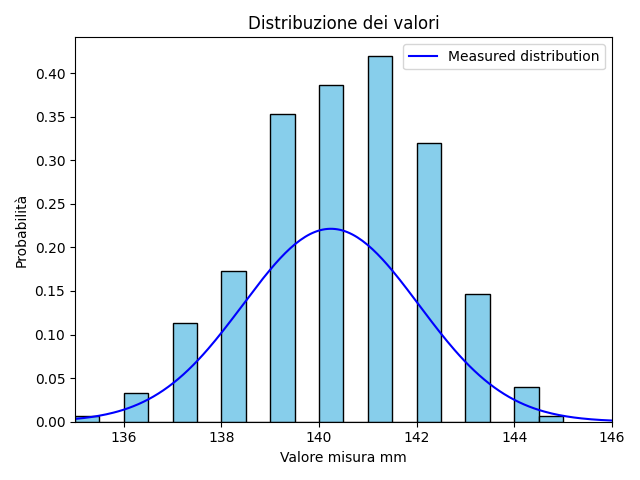 Distribuzione dei valori
Measured distribution
0.40
0.35
0.30
0.25
0.20
0.15
0.10
0.05
0.00
Probabilità
136 138 140 142 144 146
Valore misura mm